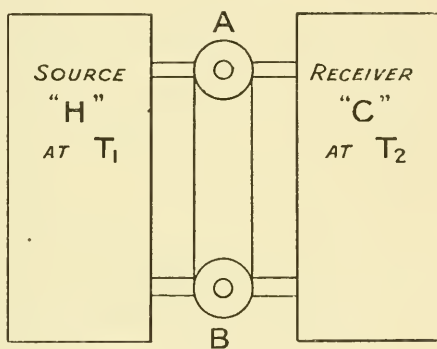 A
SOURCE
"H"
AT T₁
RECEIVER
"C"
AT T₂
B